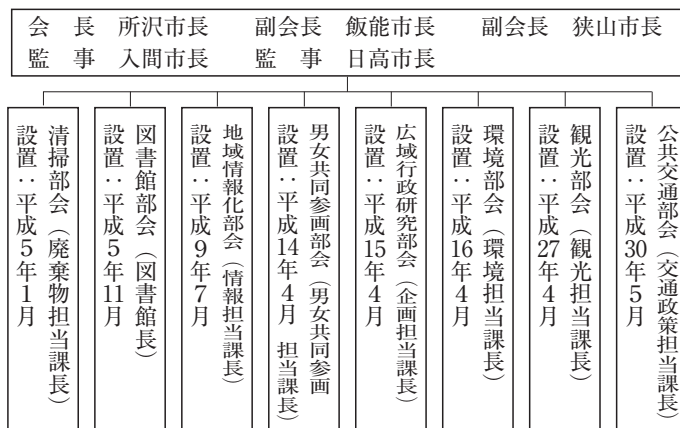 会　長　所沢市長　　副会長　飯能市長　　副会長　狭山市長
監　事　入間市長　　監　事　日高市長
清掃部会（廃棄物担当課長）
設置：平成5年1月
図書館部会（図書館長）
設置：平成5年11月
地域情報化部会（情報担当課長）
設置：平成9年7月
男女共同参画部会（男女共同参画
設置：平成14年4月　担当課長）
広域行政研究部会（企画担当課長）
設置：平成15年4月
環境部会（環境担当課長）
設置：平成16年4月
観光部会（観光担当課長）
設置：平成27年4月
公共交通部会（交通政策担当課長）
設置：平成30年5月